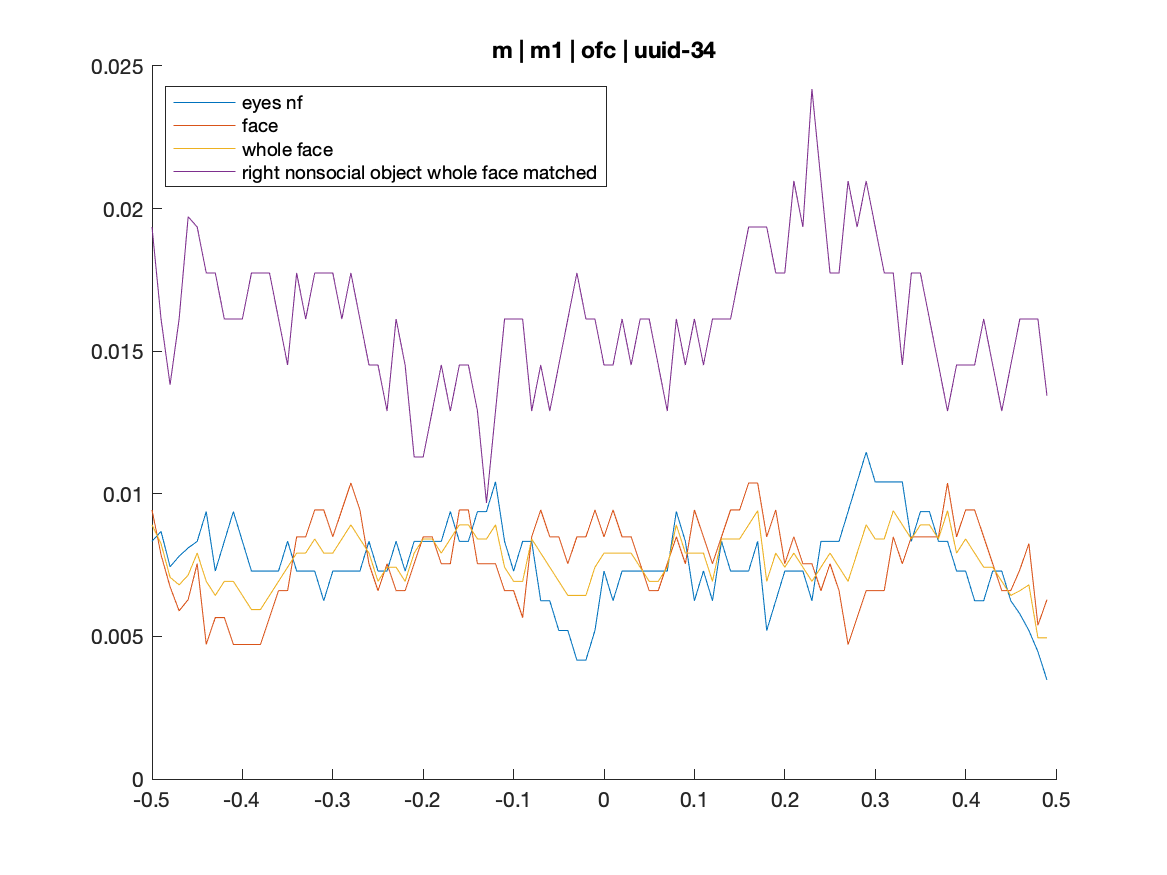 m | m1 | ofc | uuid-34
0.025
eyes nf
face
whole face
right nonsocial object whole face matched
0.02
0.015
0.01
0.005
0
-0.5 -0.4 -0.3 -0.2 -0.1 0 0.1 0.2 0.3 0.4 0.5